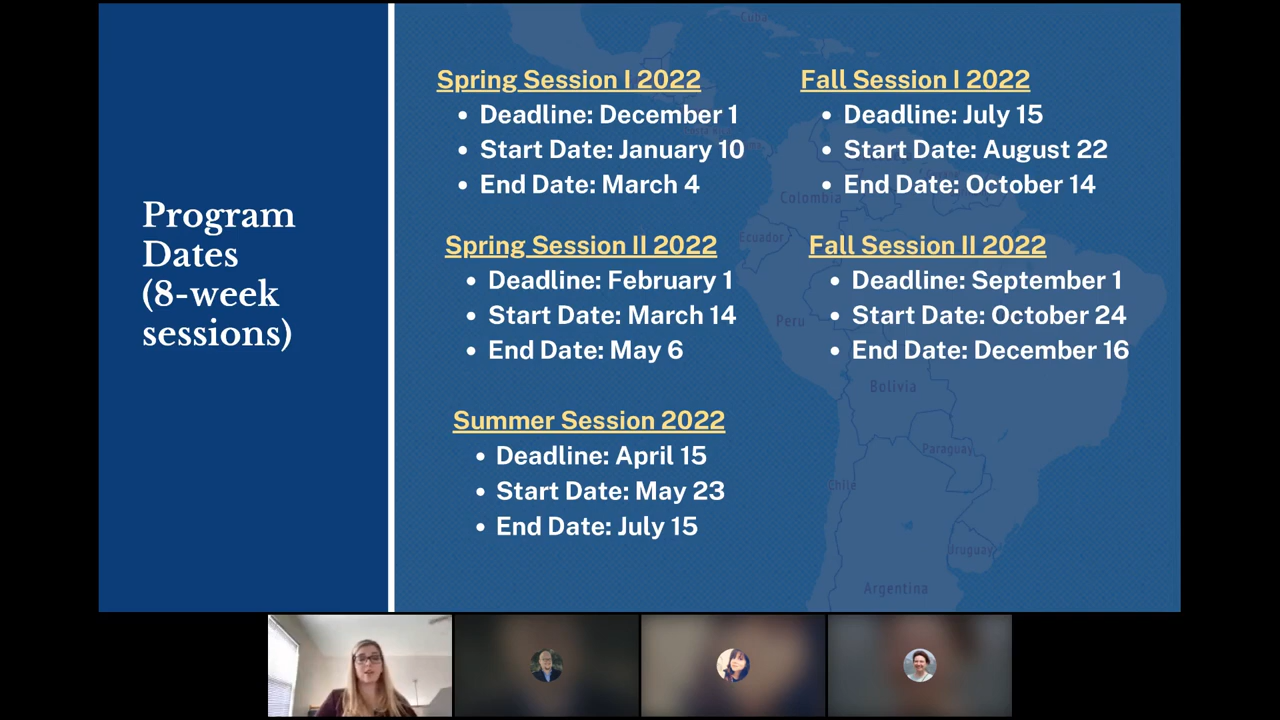 Program
Dates
(8-week
sessions)
Spring Session I 2022
• Deadline: December 1
• Start Date: January 10
• End Date: March 4
Spring Session II 2022
• Deadline: February 1
• Start Date: March 14
• End Date: May 6
Summer Session 2022
• Deadline: April 15
• Start Date: May 23
• End Date: July 15
Fall Session I 2022
• Deadline: July 15
• Start Date: August 22
• End Date: October 14
Fall Session II 2022
• Deadline: September 1
• Start Date: October 24
• End Date: December 16
Cuba
Colombia
Ecuador
Peru
Bolivia
Paraguay
Chile
Uruguay
Argentina